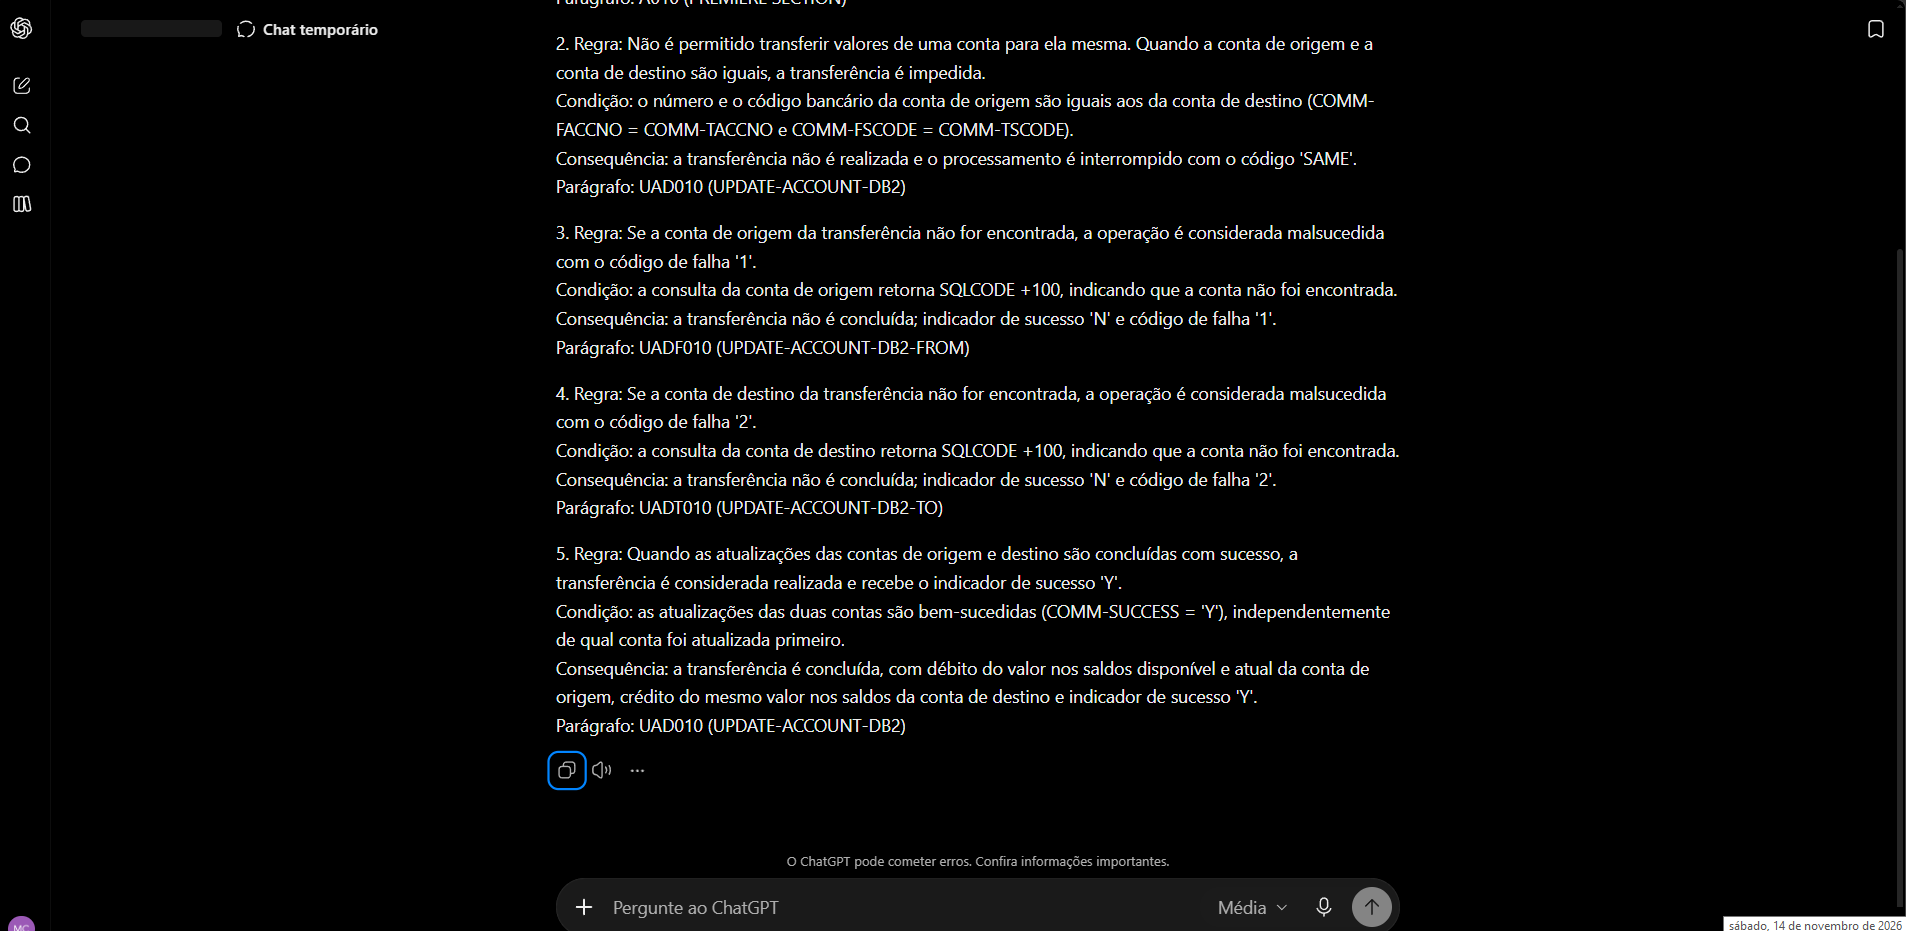 Chat temporário
Parágrafo: A010 (PREMIERE SECTION)
2. Regra: Não é permitido transferir valores de uma conta para ela mesma. Quando a conta de origem e a
conta de destino são iguais, a transferência é impedida.
Condição: o número e o código bancário da conta de origem são iguais aos da conta de destino (COMM-
FACCNO = COMM-TACCNO e COMM-FSCODE = COMM-TSCODE).
Consequência: a transferência não é realizada e o processamento é interrompido com o código 'SAME'.
Parágrafo: UAD010 (UPDATE-ACCOUNT-DB2)
3. Regra: Se a conta de origem da transferência não for encontrada, a operação é considerada malsucedida
com o código de falha '1'.
Condição: a consulta da conta de origem retorna SQLCODE +100, indicando que a conta não foi encontrada.
Consequência: a transferência não é concluída; indicador de sucesso 'N' e código de falha '1'.
Parágrafo: UADF010 (UPDATE-ACCOUNT-DB2-FROM)
4. Regra: Se a conta de destino da transferência não for encontrada, a operação é considerada malsucedida
com o código de falha '2'.
Condição: a consulta da conta de destino retorna SQLCODE +100, indicando que a conta não foi encontrada.
Consequência: a transferência não é concluída; indicador de sucesso 'N' e código de falha '2'.
Parágrafo: UADT010 (UPDATE-ACCOUNT-DB2-TO)
5. Regra: Quando as atualizações das contas de origem e destino são concluídas com sucesso, a
transferência é considerada realizada e recebe o indicador de sucesso 'Y'.
Condição: as atualizações das duas contas são bem-sucedidas (COMM-SUCCESS = 'Y'), independentemente
de qual conta foi atualizada primeiro.
Consequência: a transferência é concluída, com débito do valor nos saldos disponível e atual da conta de
origem, crédito do mesmo valor nos saldos da conta de destino e indicador de sucesso 'Y'.
Parágrafo: UAD010 (UPDATE-ACCOUNT-DB2)
O ChatGPT pode cometer erros. Confira informações importantes.
Pergunte ao ChatGPT
Média
MC
sábado, 14 de novembro de 2026